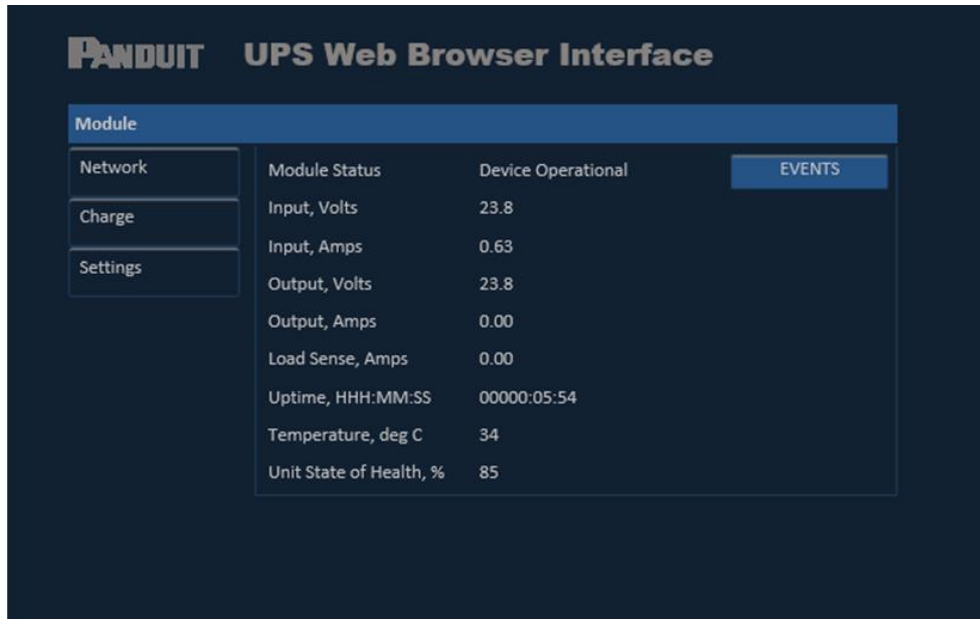 PANDUIT UPS Web Browser Interface
Module
Network
Charge
Settings
Module Status Device Operational EVENTS
Input, Volts 23.8
Input, Amps 0.63
Output, Volts 23.8
Output, Amps 0.00
Load Sense, Amps 0.00
Uptime, HHH:MM:SS 00000:05:54
Temperature, deg C 34
Unit State of Health, % 85